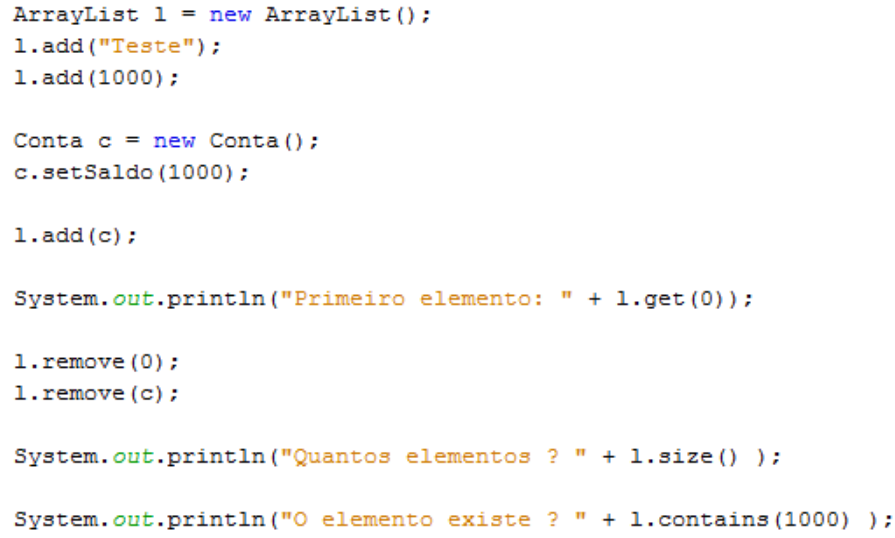 ArrayList l = new ArrayList();
l.add("Teste");
l.add(1000);
Conta c = new Conta();
c.setSaldo(1000);
l.add(c);
System.out.println("Primeiro elemento: " + l.get(0));
l.remove(0);
l.remove(c);
System.out.println("Quantos elementos ? " + l.size() );
System.out.println("O elemento existe ? " + l.contains(1000) );